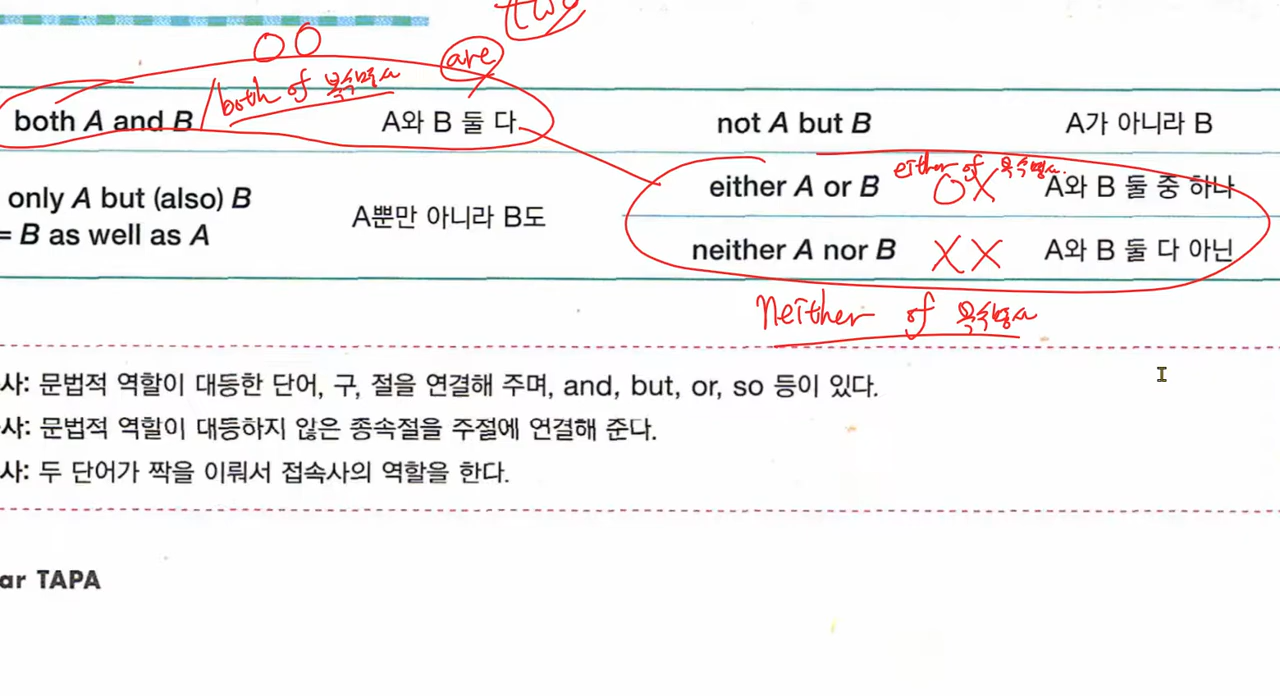 two
are
both of 복수명사
both A and B
A와 B 둘 다
not A but B
A가 아니라 B
either of 복수명사
either A or B
OX
A와 B 둘 중 하나
only A but (also) B
= B as well as A
A뿐만 아니라 B도
neither A nor B
XX
A와 B 둘 다 아닌
Neither of 복수명사
사: 문법적 역할이 대등한 단어, 구, 절을 연결해 주며, and, but, or, so 등이 있다.
사: 문법적 역할이 대등하지 않은 종속절을 주절에 연결해 준다.
사: 두 단어가 짝을 이뤄서 접속사의 역할을 한다.
ar TAPA